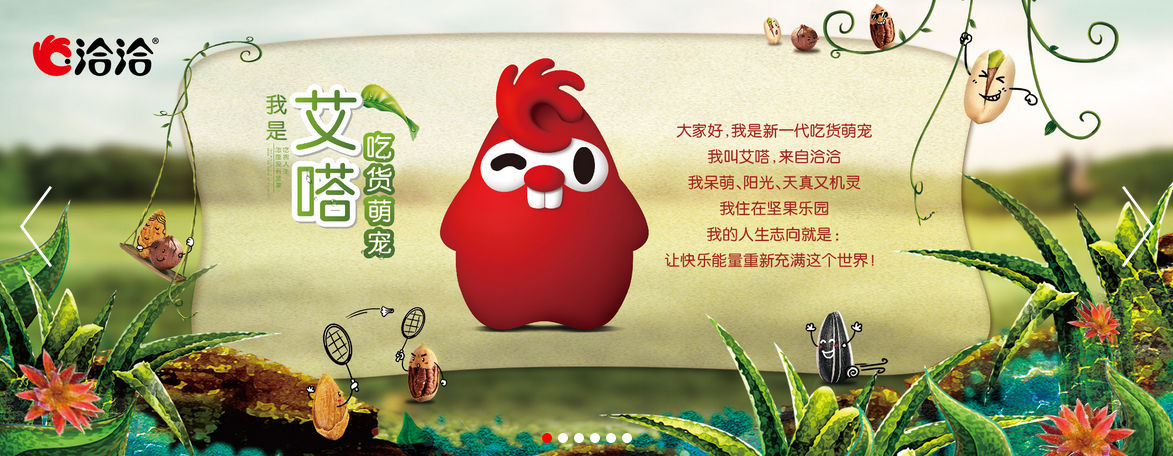 洽洽®
我是
艾嗒
吃货萌宠
大家好,我是新一代吃货萌宠
我叫艾嗒,来自洽洽
我呆萌、阳光、天真又机灵
我住在坚果乐园
我的人生志向就是:
让快乐能量重新充满这个世界!